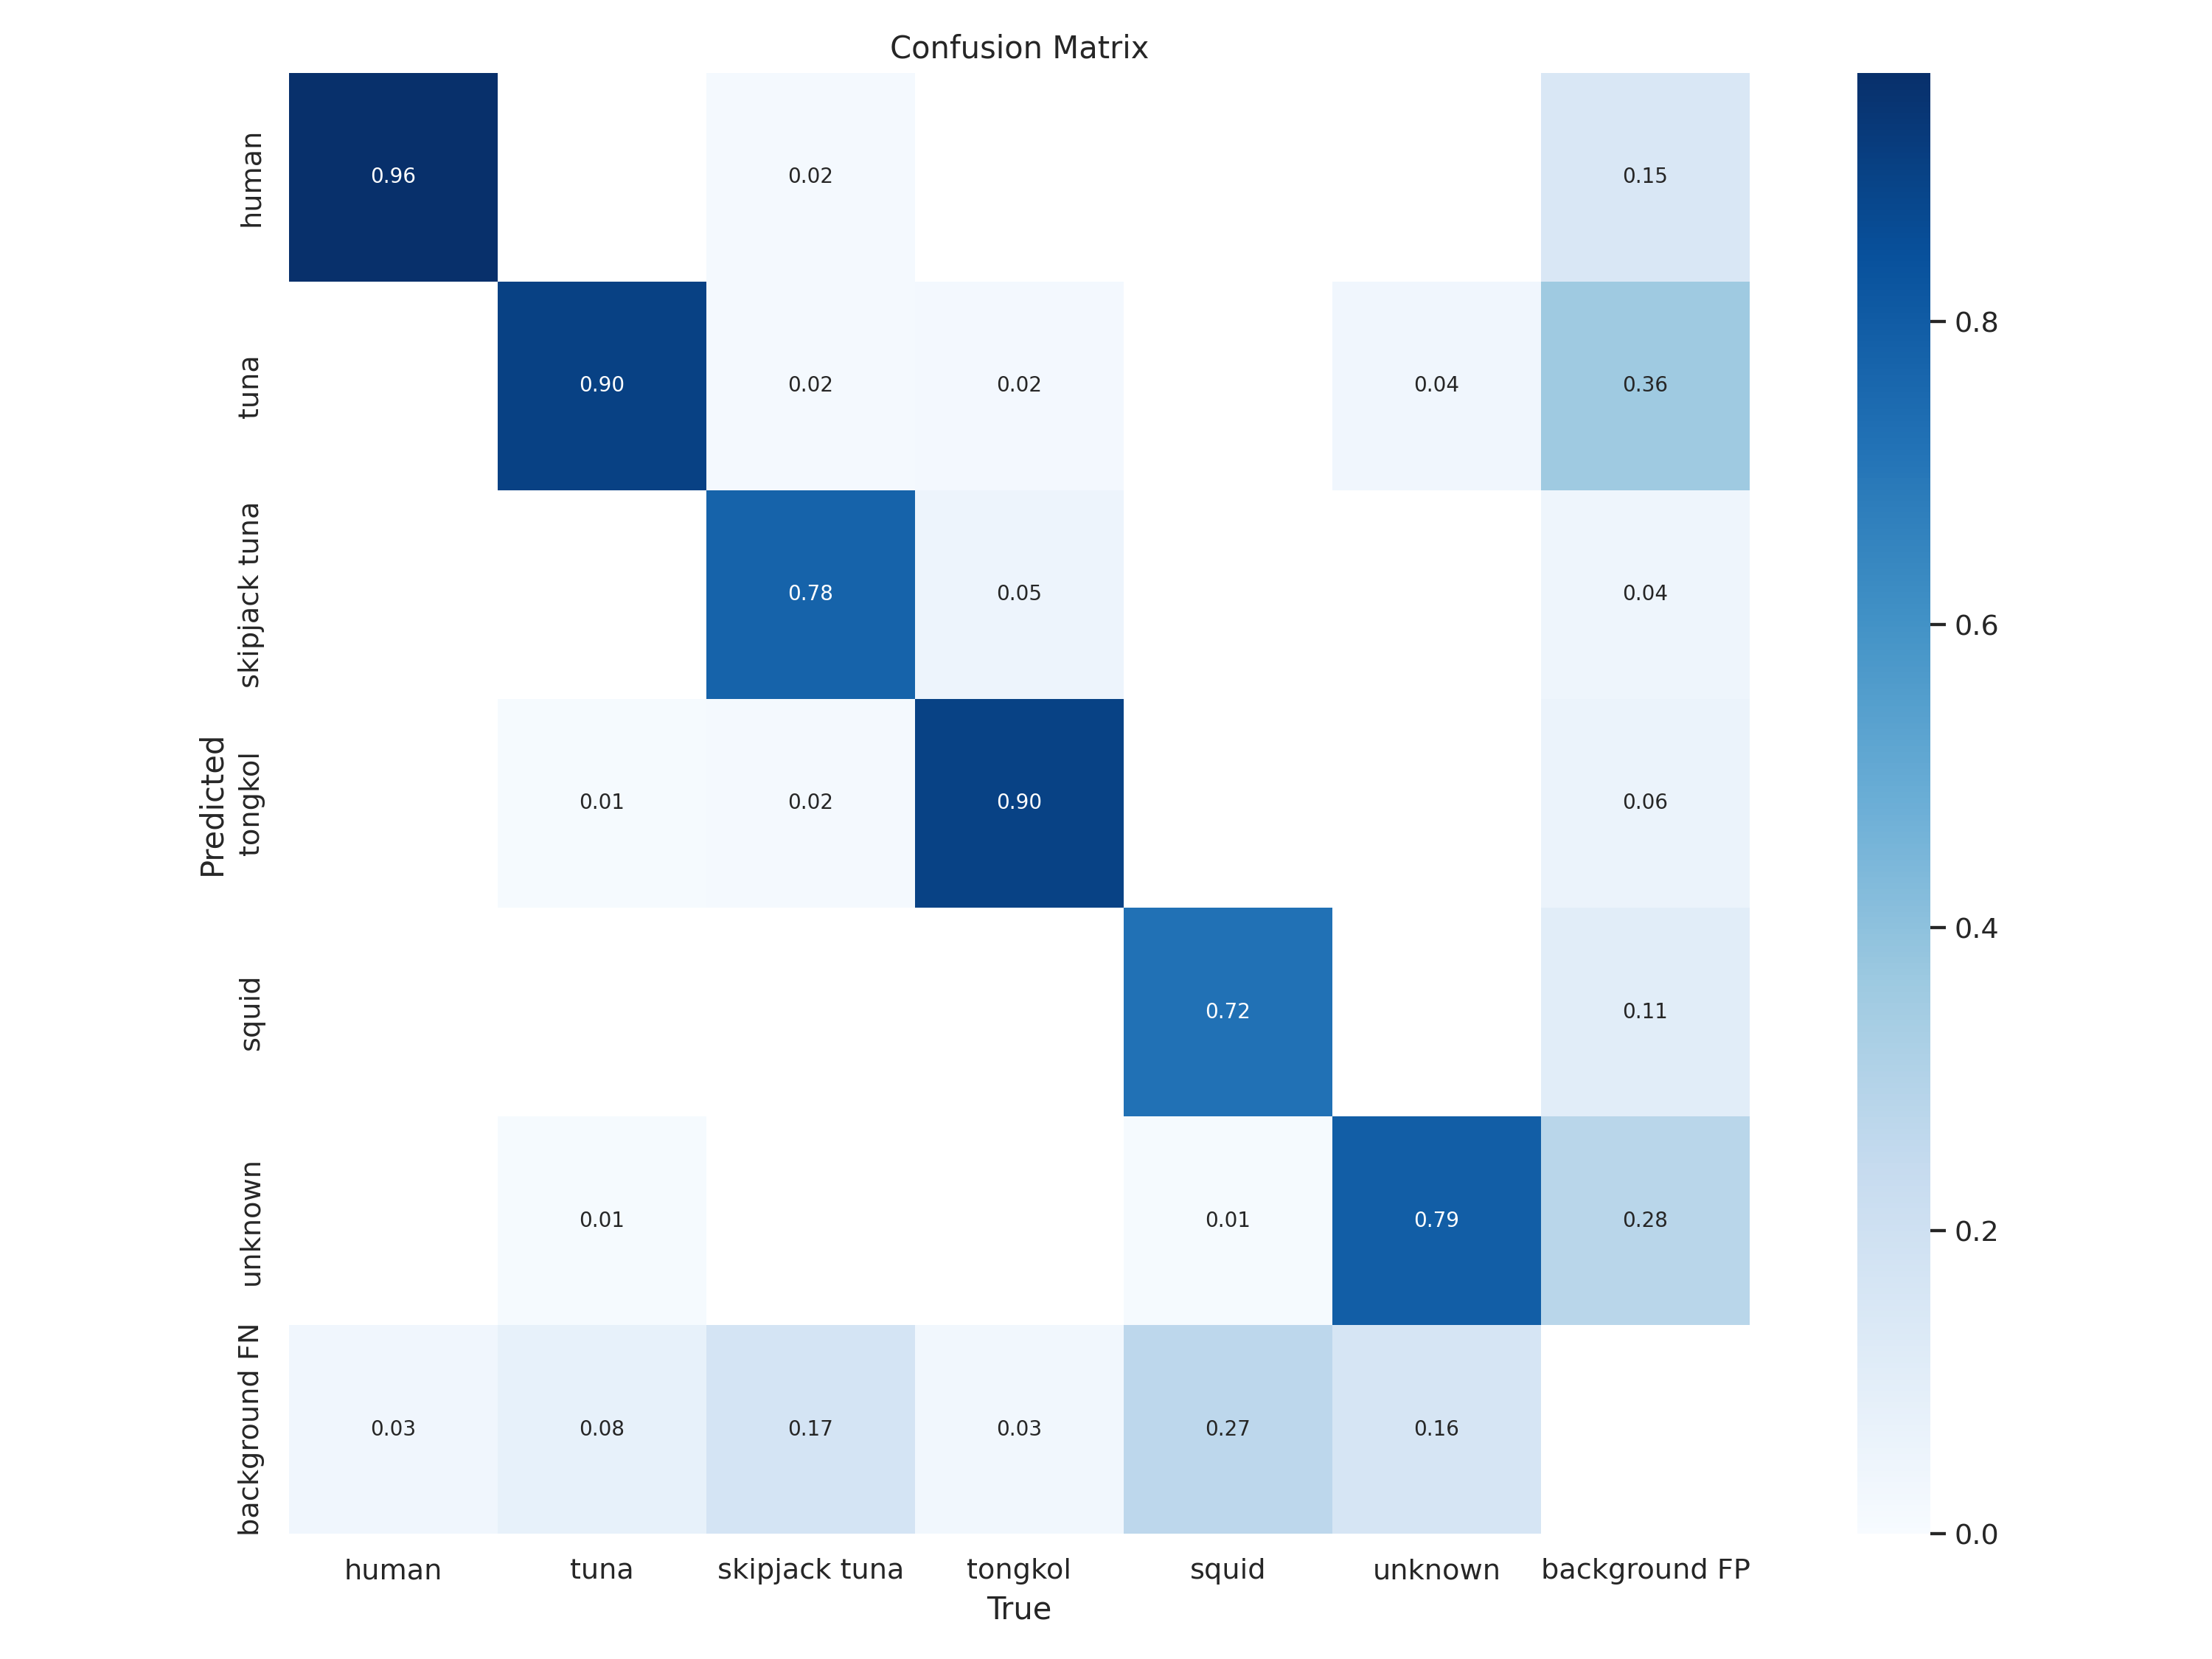 Confusion Matrix
human 0.96 0.02 0.15
tuna 0.90 0.02 0.02 0.04 0.36 0.8
skipjack tuna 0.78 0.05 0.04 0.6
Predicted
tongkol 0.01 0.02 0.90 0.06
squid 0.72 0.11 0.4
unknown 0.01 0.01 0.79 0.28 0.2
background FN 0.03 0.08 0.17 0.03 0.27 0.16
0.0
human tuna skipjack tuna tongkol squid unknown background FP
True